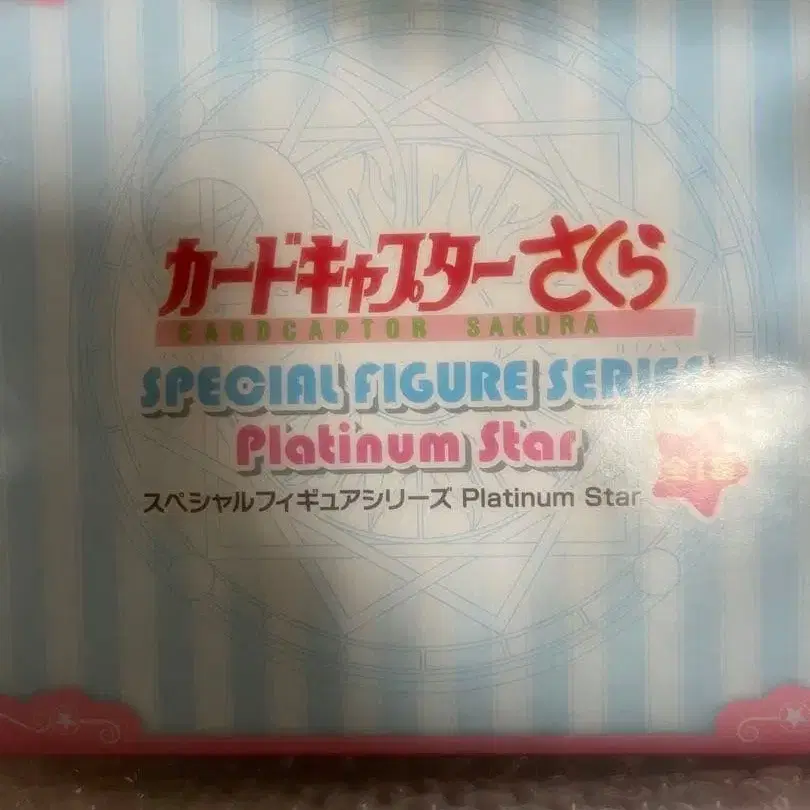 カードキャプターさくら
CARDCAPTOR SAKURA
SPECIAL FIGURE SERIES
Platinum Star
スペシャルフィギュアシリーズ Platinum Star